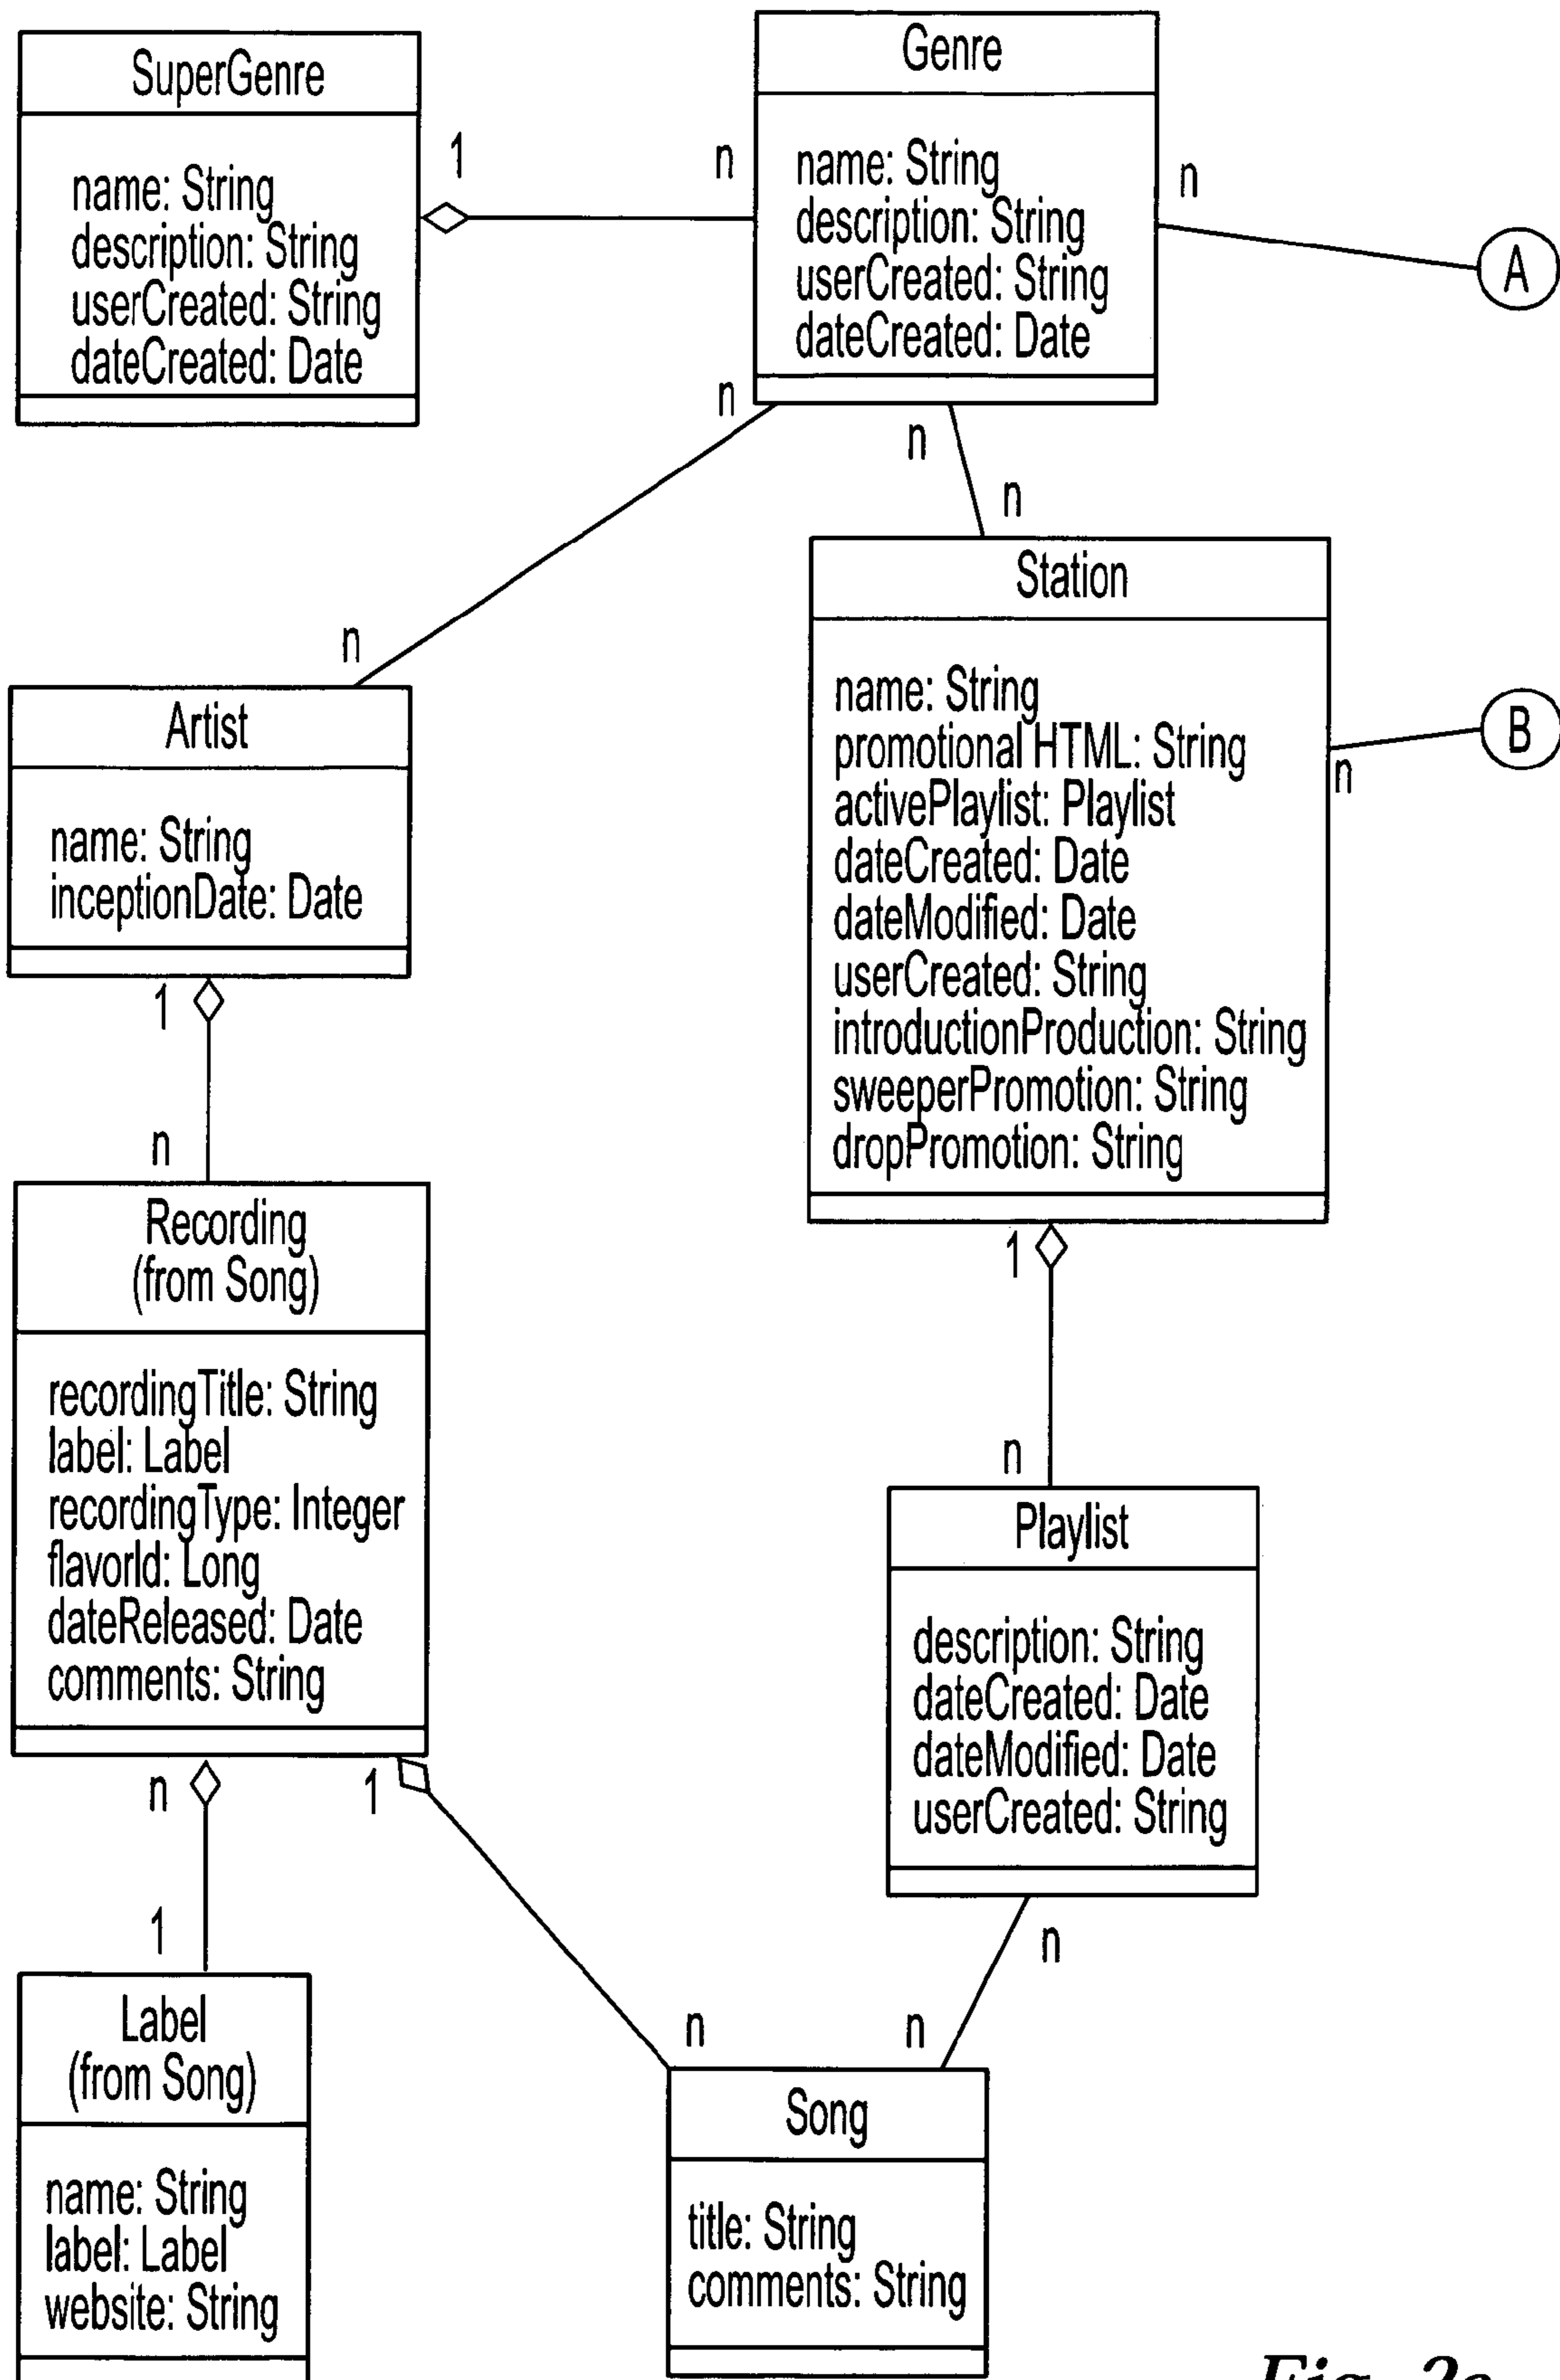 SuperGenre
name: String
description: String
userCreated: String
dateCreated: Date
1
n
Genre
name: String
description: String
userCreated: String
dateCreated: Date
n
A
n
n
n
n
Station
name: String
promotional HTML: String
activePlaylist: Playlist
dateCreated: Date
dateModified: Date
userCreated: String
introductionProduction: String
sweeperPromotion: String
dropPromotion: String
n
B
Artist
name: String
inceptionDate: Date
1
n
Recording
(from Song)
recordingTitle: String
label: Label
recordingType: Integer
flavorId: Long
dateReleased: Date
comments: String
1
n
Playlist
description: String
dateCreated: Date
dateModified: Date
userCreated: String
n
1
1
n
n
n
Label
(from Song)
name: String
label: Label
website: String
Song
title: String
comments: String
Fig.